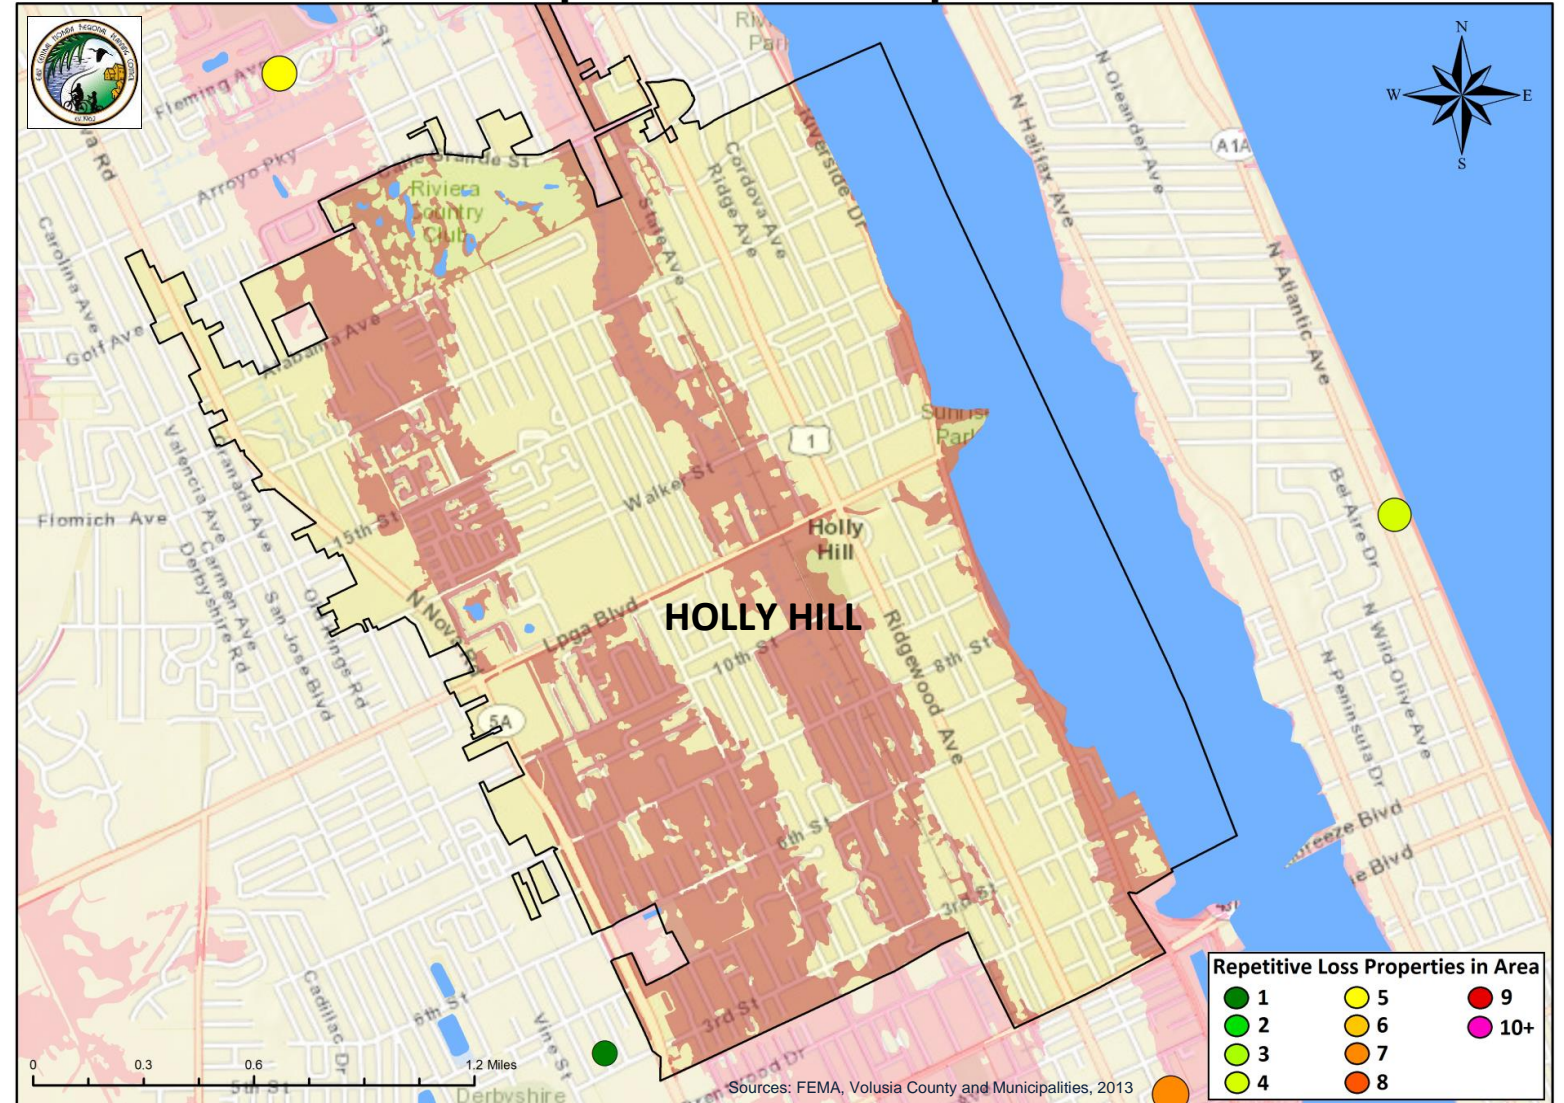 N
W
E
S
Fleming Ave
Arroyo Pky
Calle Grande St
Riviera
Country
Club
Riverside Dr
Cordova Ave
Ridge Ave
State Ave
N Halifax Ave
N Oleander Ave
A1A
N Atlantic Ave
Carolina Ave
Golf Ave
Alabama Ave
Valencia Ave
Granada Ave
Flomich Ave
Carmen Ave
Derbyshire Rd
San Jose Blvd
15th St
Walker St
1
Holly
Hill
HOLLY HILL
Lpga Blvd
10th St
Ridgewood Ave
8th St
5A
6th St
3rd St
Bel Aire Dr
N Wild Olive Ave
N Peninsula Dr
Cadillac Dr
6th St
Vine St
5th St
Derbyshire
3rd St
0 0.3 0.6 1.2 Miles
Sources: FEMA, Volusia County and Municipalities, 2013
Repetitive Loss Properties in Area
1
2
3
4
5
6
7
8
9
10+